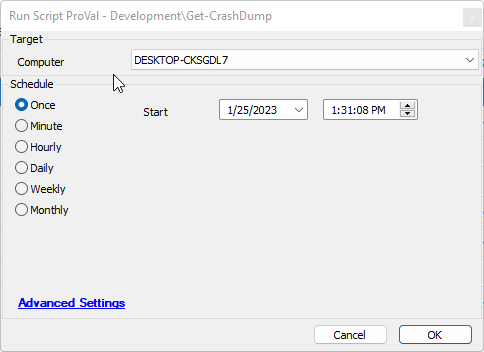 Run Script ProVal - Development\Get-CrashDump
Target
Computer DESKTOP-CKSGDL7
Schedule
Once Start 1/25/2023 1:31:08 PM
Minute
Hourly
Daily
Weekly
Monthly
Advanced Settings
Cancel OK